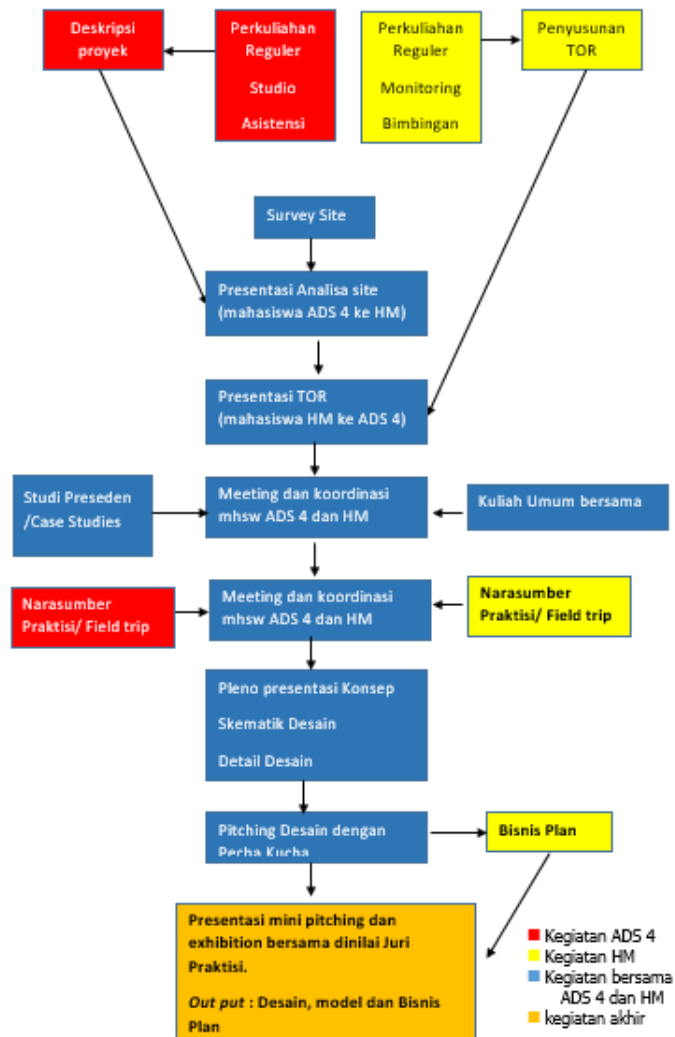 Deskripsi
proyek
Perkuliahan
Reguler
Studio
Asistensi
Perkuliahan
Reguler
Monitoring
Bimbingan
Penyusunan
TOR
Survey Site
Presentasi Analisa site
(mahasiswa ADS 4 ke HM)
Presentasi TOR
(mahasiswa HM ke ADS 4)
Studi Preseden
/Case Studies
Meeting dan koordinasi
mhsw ADS 4 dan HM
Kuliah Umum bersama
Narasumber
Praktisi/ Field trip
Meeting dan koordinasi
mhsw ADS 4 dan HM
Narasumber
Praktisi/ Field trip
Pleno presentasi Konsep
Skematik Desain
Detail Desain
Pitching Desain dengan
Pecha Kucha
Bisnis Plan
Presentasi mini pitching dan
exhibition bersama dinilai Juri
Praktisi.
Out put : Desain, model dan Bisnis
Plan
Kegiatan ADS 4
Kegiatan HM
Kegiatan bersama
ADS 4 dan HM
kegiatan akhir